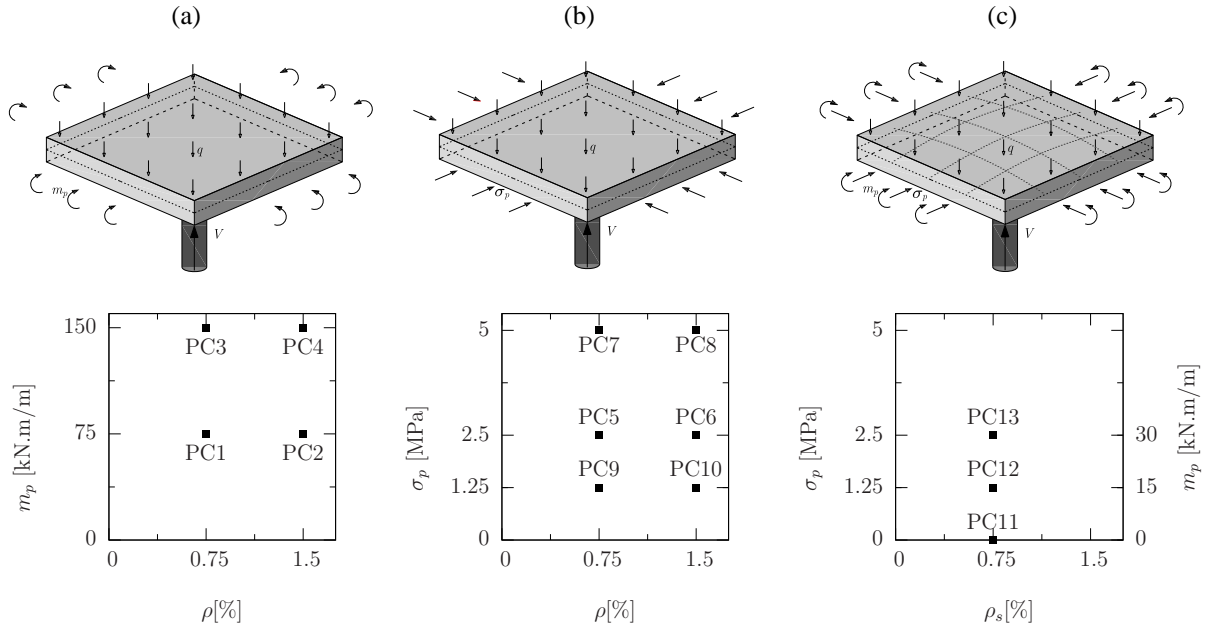 (a)
(b)
(c)
q
m_p
V
q
σ_p
V
q
m_p
σ_p
V
150
75
0
m_p [kN.m/m]
PC3
PC4
PC1
PC2
0
0.75
1.5
ρ[%]
5
2.5
1.25
0
σ_p [MPa]
PC7
PC8
PC5
PC6
PC9
PC10
0
0.75
1.5
ρ[%]
5
2.5
1.25
0
σ_p [MPa]
PC13
PC12
PC11
30
15
0
m_p [kN.m/m]
0
0.75
1.5
ρ_s[%]